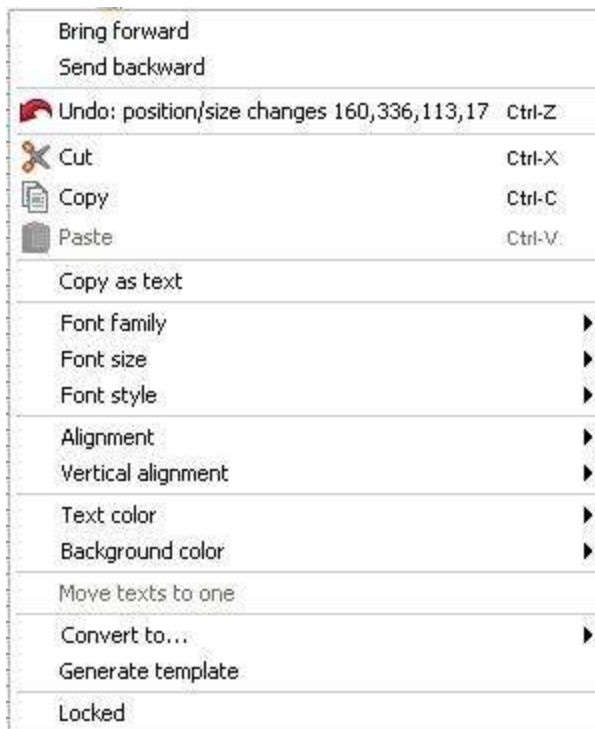 Bring forward
Send backward
Undo: position/size changes 160,336,113,17 Ctrl-Z
Cut Ctrl-X
Copy Ctrl-C
Paste Ctrl-V
Copy as text
Font family
Font size
Font style
Alignment
Vertical alignment
Text color
Background color
Move texts to one
Convert to...
Generate template
Locked